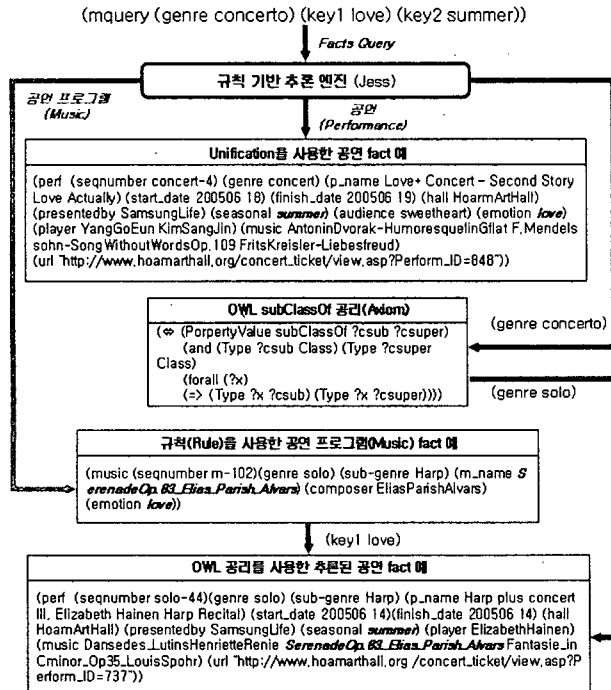 (mquery (genre concerto) (key1 love) (key2 summer))
Facts Query
규칙 기반 추론 엔진 (Jess)
공연 프로그램
(Music)
공연
(Performance)
Unification을 사용한 공연 fact 예
(perf (seqnumber concert-4) (genre concert) (p_name Love+ Concert - Second Story
Love Actually) (start_date 200506 18) (finish_date 200506 19) (hall HoarmArtHall)
(presentedby SamsungLife) (seasonal summer) (audience sweetheart) (emotion love)
(player YangGoEun KimSangJin) (music AntoninDvorak-HumoresqueInGflat F.Mendels
sohn-SongWithoutWordsOp.109 FritsKreisler-Liebesfreud)
(url "http://www.hoamarthall.org/concert_ticket/view.asp?Perform_ID=848"))
OWL subClassOf 공리(Axiom)
(⇔ (PorpertyValue subClassOf ?csub ?csuper)
(and (Type ?csub Class) (Type ?csuper
Class)
(forall (?x)
(=> (Type ?x ?csub) (Type ?x ?csuper))))
(genre concerto)
(genre solo)
규칙(Rule)을 사용한 공연 프로그램(Music) fact 예
(music (seqnumber m-102)(genre solo) (sub-genre Harp) (m_name S
erenadeOp.83_Elias_Parish_Alvars) (composer EliasParishAlvars)
(emotion love))
(key1 love)
OWL 공리를 사용한 추론된 공연 fact 예
(perf (seqnumber solo-44)(genre solo) (sub-genre Harp) (p_name Harp plus concert
III, Elizabeth Hainen Harp Recital) (start_date 200506 14)(finish_date 200506 14) (hall
HoamArtHall) (presentedby SamsungLife) (seasonal summer) (player ElizabethHainen)
(music Dansedes_LutinsHenrietteRenie SerenadeOp.83_Elias_Parish_Alvars Fantasie_in
Cminor_Op35_LouisSpohr) (url "http://www.hoamarthall.org /concert_ticket/view.asp?P
erform_ID=737"))